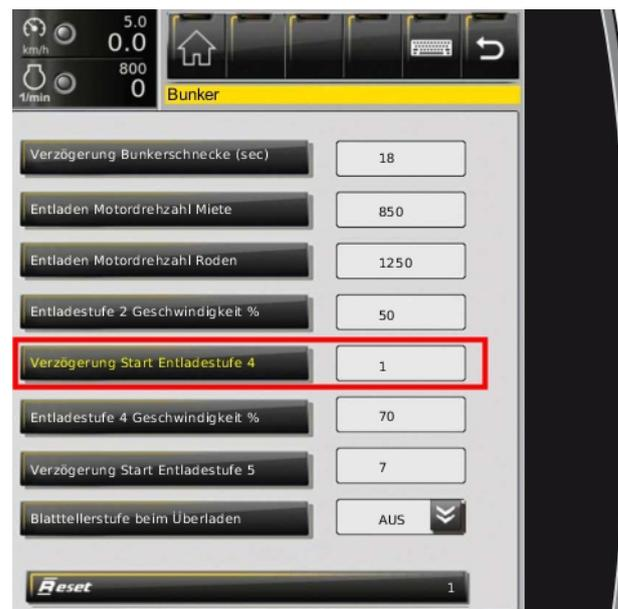 5.0
km/h 0.0
800
1/min 0
Bunker
Verzögerung Bunkerschnecke (sec) 18
Entladen Motordrehzahl Miete 850
Entladen Motordrehzahl Roden 1250
Entladestufe 2 Geschwindigkeit % 50
Verzögerung Start Entladestufe 4 1
Entladestufe 4 Geschwindigkeit % 70
Verzögerung Start Entladestufe 5 7
Blatttellerstufe beim Überladen AUS
Reset 1